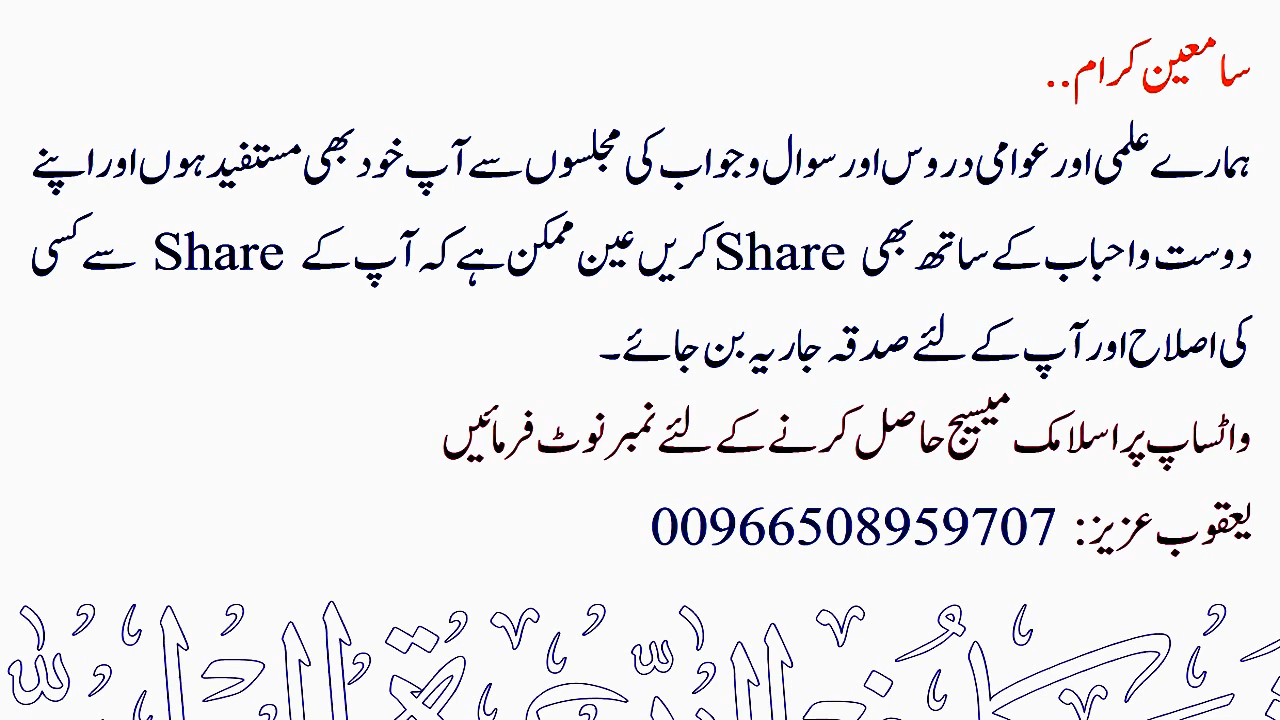 سامعین کرام..
ہمارے علمی اور عوامی دروس اور سوال و جواب کی مجلسوں سے آپ خود بھی مستفید ہوں اور اپنے
دوست و احباب کے ساتھ بھی Share کریں عین ممکن ہے کہ آپ کے Share سے کسی
کی اصلاح اور آپ کے لئے صدقہ جاریہ بن جائے۔
واٹساپ پر اسلامک میسیج حاصل کرنے کے لئے نمبر نوٹ فرمائیں
یعقوب عزیز: 00966508959707